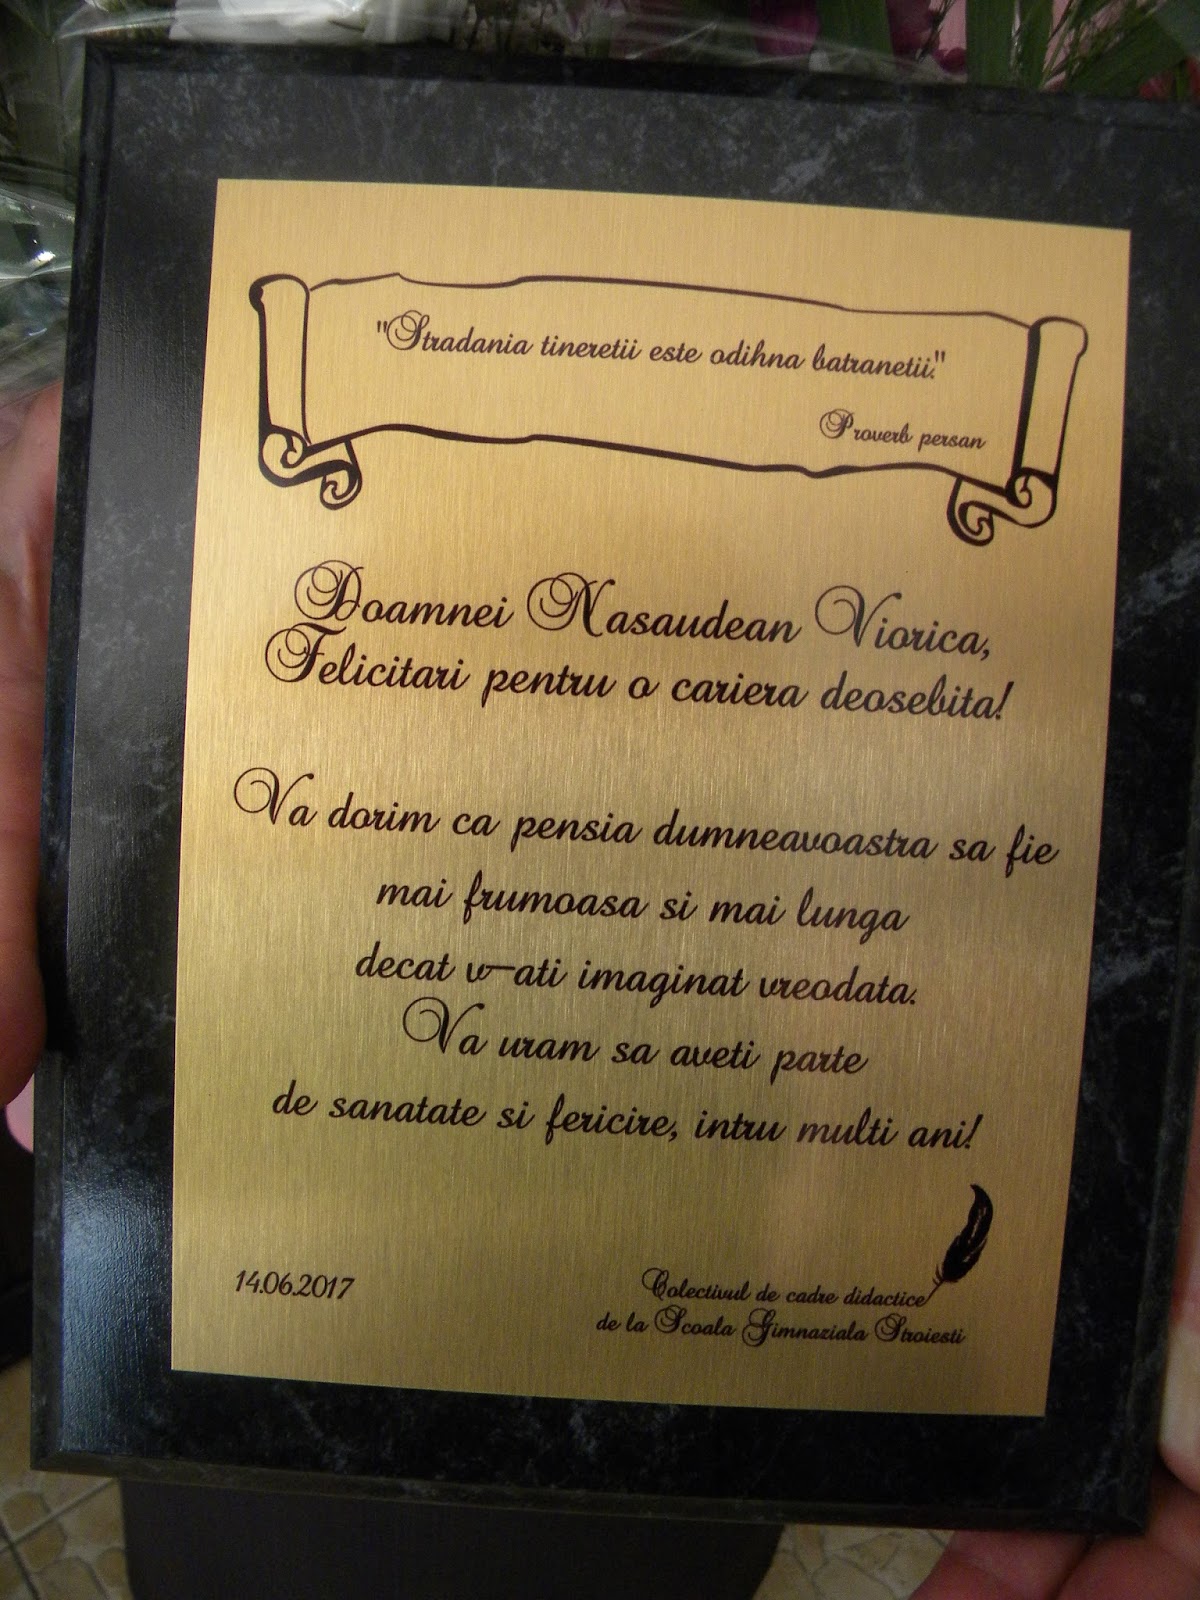 "Stradania tineretii este odihna batranetii."
Proverb persan
Doamnei Nasaudean Viorica,
Felicitari pentru o cariera deosebita!
Va dorim ca pensia dumneavoastra sa fie
mai frumoasa si mai lunga
decat v-ati imaginat vreodata.
Va uram sa aveti parte
de sanatate si fericire, intru multi ani!
14.06.2017
Colectivul de cadre didactice
de la Scoala Gimnaziala Stroiesti